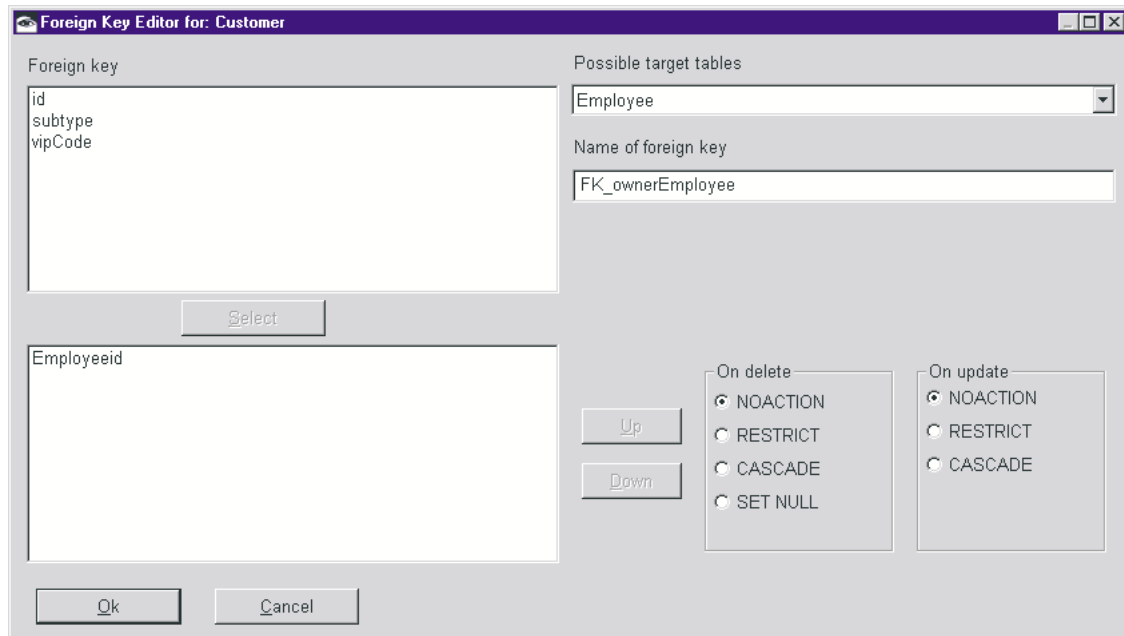 Foreign Key Editor for: Customer
Foreign key
id
subtype
vipCode
Select
Employeeid
Possible target tables
Employee
Name of foreign key
FK_ownerEmployee
Up
Down
On delete
NOACTION
RESTRICT
CASCADE
SET NULL
On update
NOACTION
RESTRICT
CASCADE
Ok
Cancel